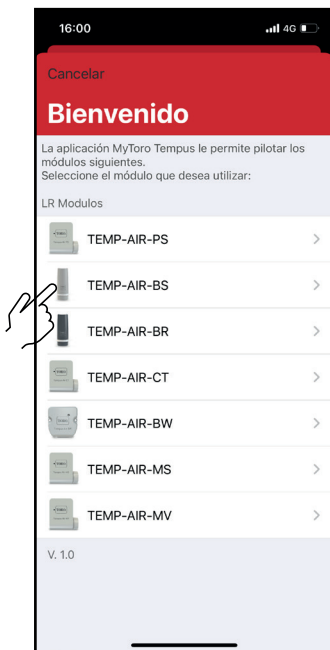 16:00 4G
Cancelar
Bienvenido
La aplicación MyToro Tempus le permite pilotar los
módulos siguientes.
Seleccione el módulo que desea utilizar:
LR Modulos
TEMP-AIR-PS
TEMP-AIR-BS
TEMP-AIR-BR
TEMP-AIR-CT
TEMP-AIR-BW
TEMP-AIR-MS
TEMP-AIR-MV
V. 1.0